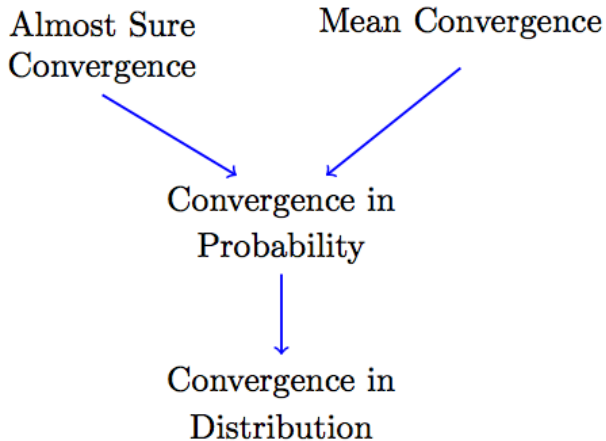 Almost Sure
Convergence
Mean Convergence
Convergence in
Probability
Convergence in
Distribution